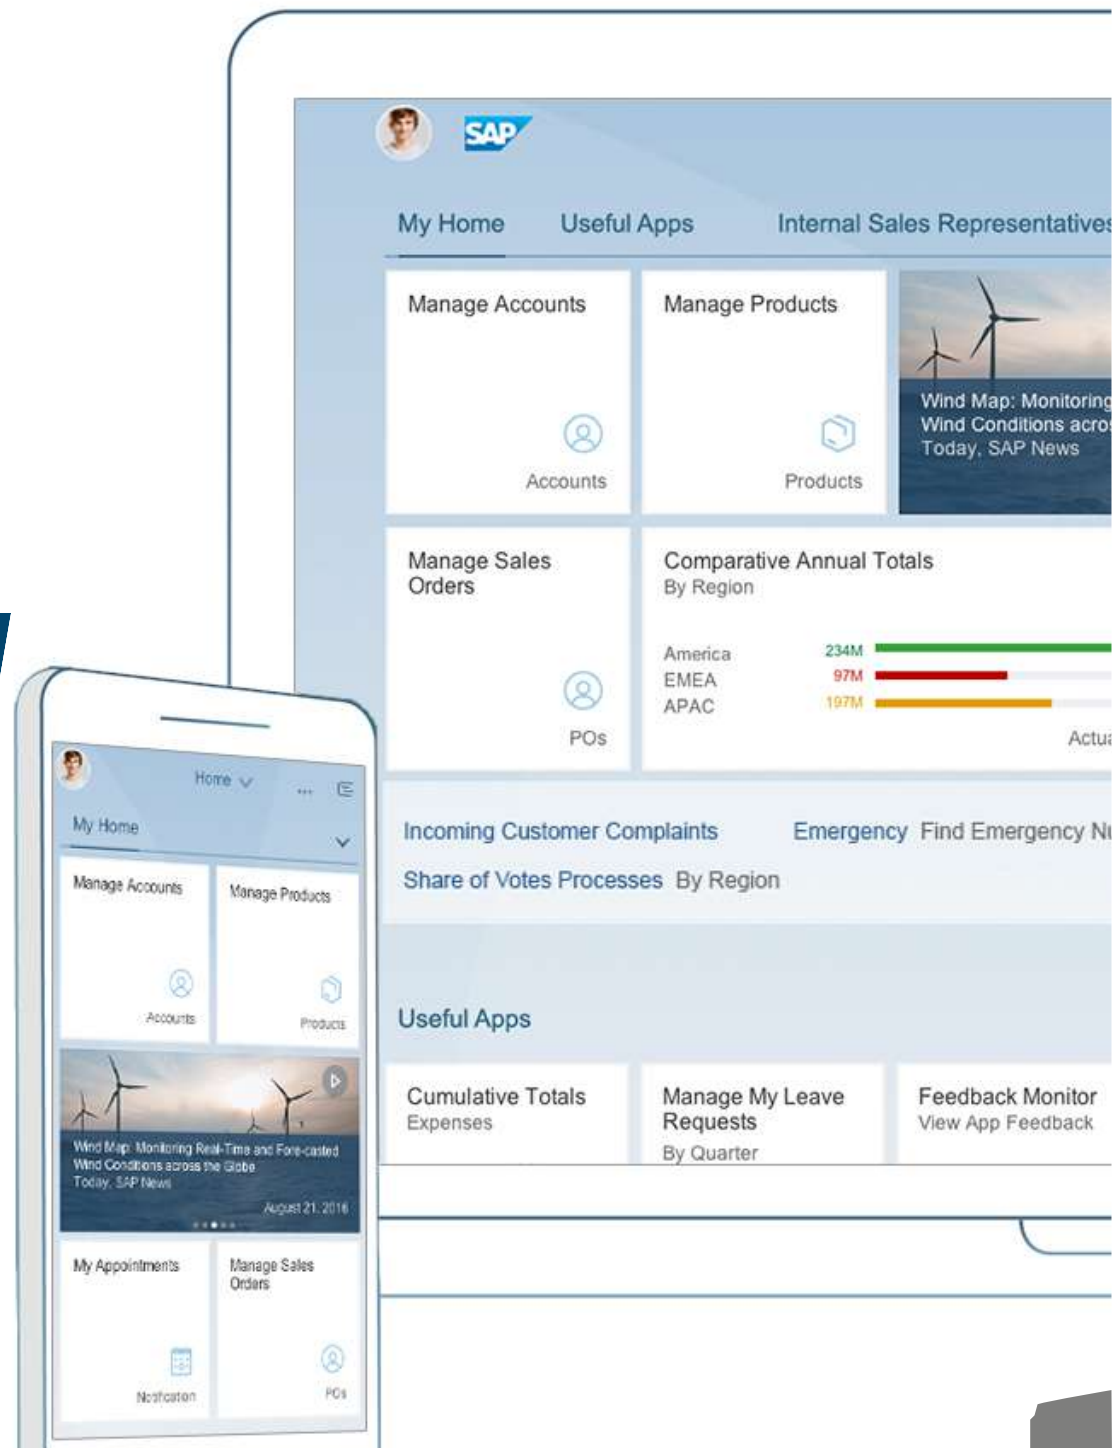 SAP
My Home Useful Apps Internal Sales Representatives
Manage Accounts
Accounts
Manage Products
Products
Wind Map: Monitoring
Wind Conditions acro
Today, SAP News
Manage Sales
Orders
POs
Comparative Annual Totals
By Region
America 234M
EMEA 97M
APAC 197M
Actua
Incoming Customer Complaints Emergency Find Emergency Nu
Share of Votes Processes By Region
Useful Apps
Cumulative Totals
Expenses
Manage My Leave
Requests
By Quarter
Feedback Monitor
View App Feedback
Home
My Home
Manage Accounts
Accounts
Manage Products
Products
Wind Map: Monitoring Real-Time and Fore-casted
Wind Conditions across the Globe
Today, SAP News
August 21, 2016
My Appointments
Notification
Manage Sales
Orders
POs